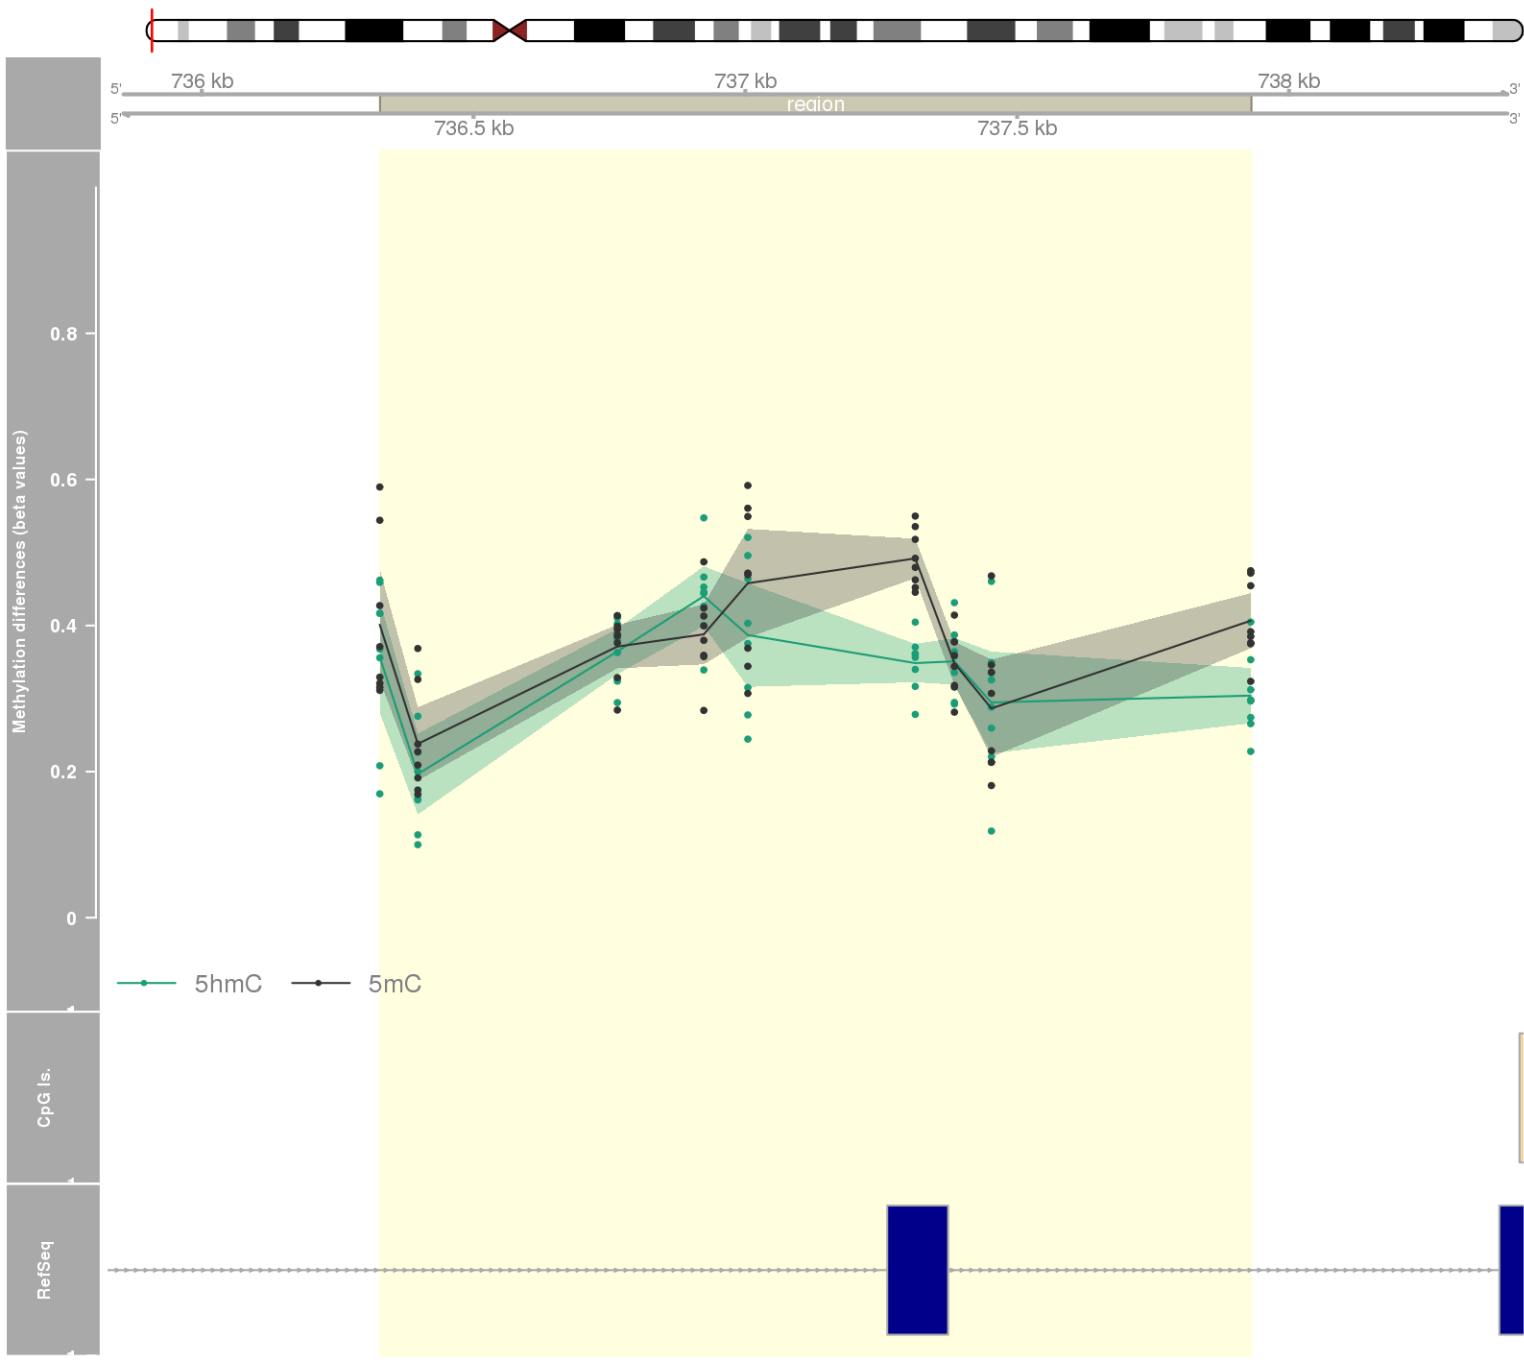 736 kb 737 kb 738 kb
5' 3'
region
5' 3'
736.5 kb 737.5 kb
Methylation differences (beta values)
0.8
0.6
0.4
0.2
0
5hmC 5mC
CpG Is.
RefSeq